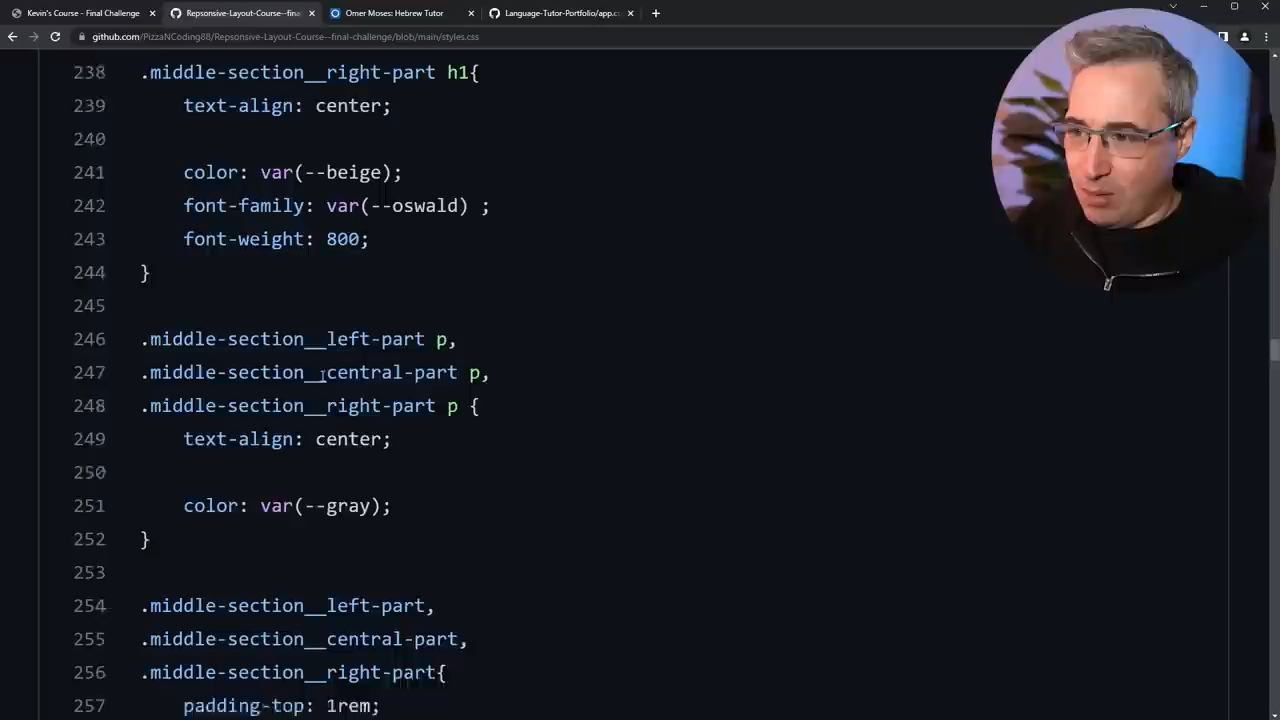 Kevin's Course - Final Challenge
Repsonsive-Layout-Course--fina
Omer Moses: Hebrew Tutor
Language-Tutor-Portfolio/app.c
github.com/PizzaNCoding88/Repsonsive-Layout-Course--final-challenge/blob/main/styles.css
238 .middle-section__right-part h1{
239 text-align: center;
240
241 color: var(--beige);
242 font-family: var(--oswald) ;
243 font-weight: 800;
244 }
245
246 .middle-section__left-part p,
247 .middle-section__central-part p,
248 .middle-section__right-part p {
249 text-align: center;
250
251 color: var(--gray);
252 }
253
254 .middle-section__left-part,
255 .middle-section__central-part,
256 .middle-section__right-part{
257 padding-top: 1rem;